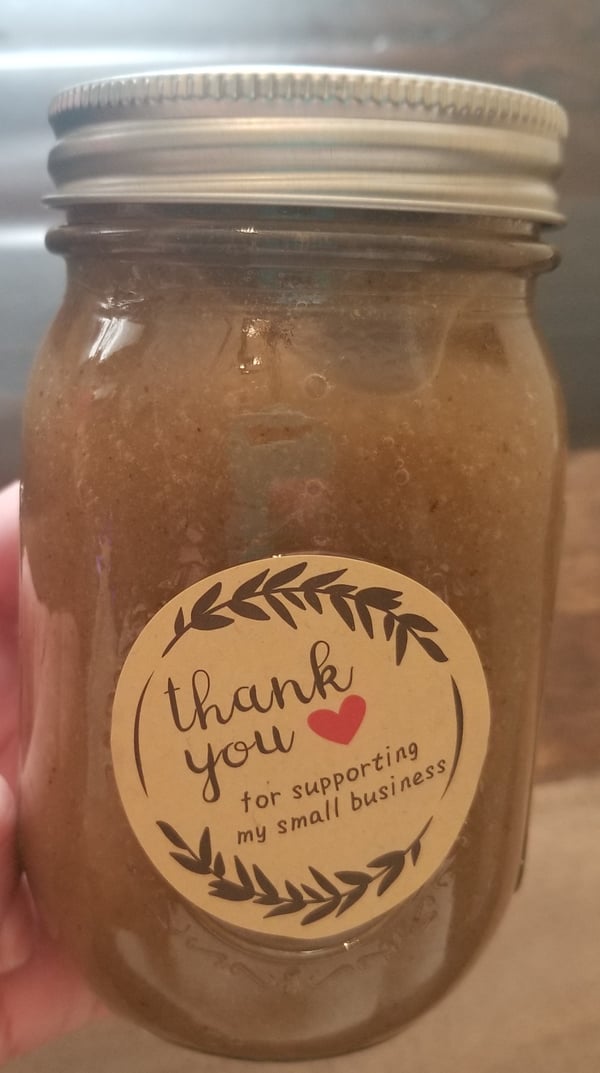 thank
you
for supporting
my small business